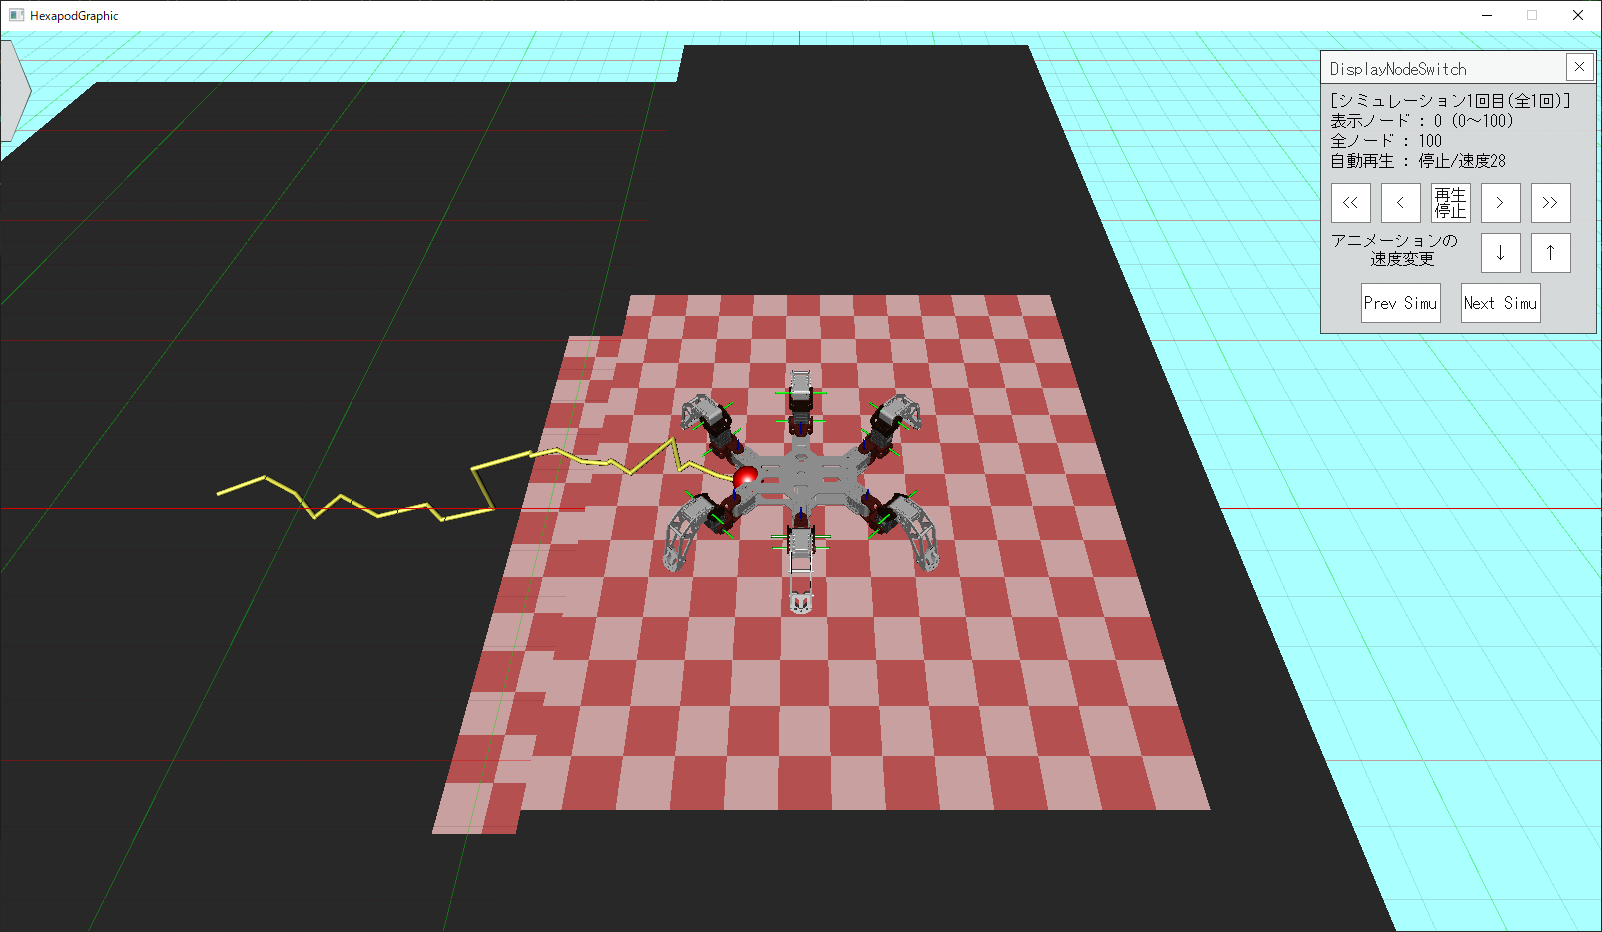 HexapodGraphic
DisplayNodeSwitch
[シミュレーション1回目(全1回)]
表示ノード : 0 (0～100)
全ノード : 100
自動再生 : 停止/速度28
<<
<
再生
停止
>
>>
アニメーションの
速度変更
↓
↑
Prev Simu
Next Simu